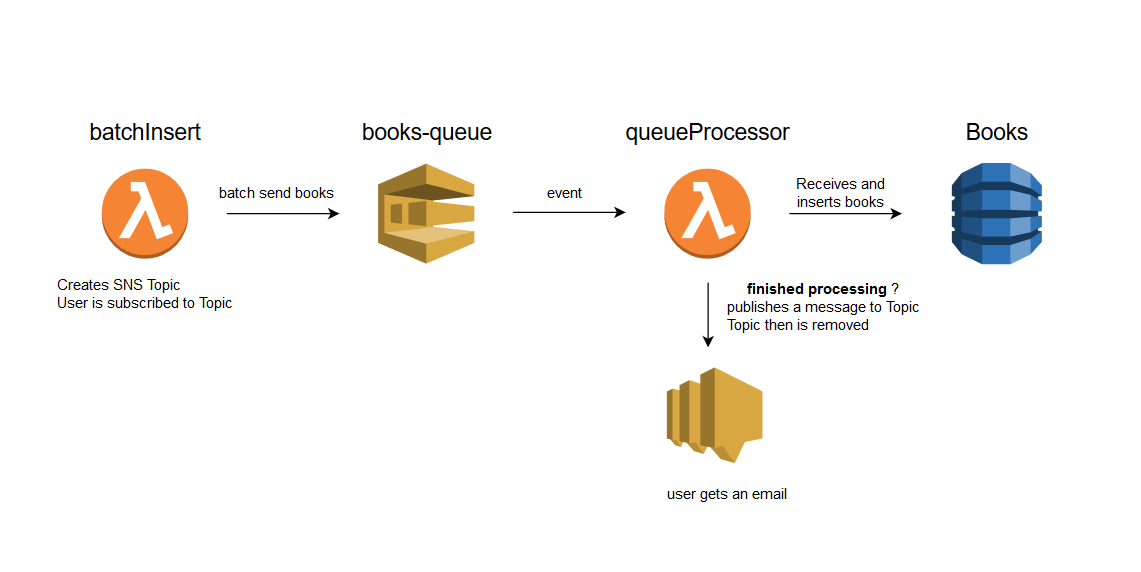 batchInsert
books-queue
queueProcessor
Books
batch send books
event
Receives and
inserts books
Creates SNS Topic
User is subscribed to Topic
finished processing ?
publishes a message to Topic
Topic then is removed
user gets an email